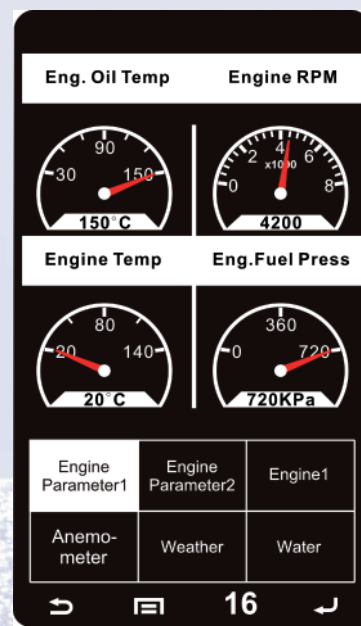 Eng. Oil Temp
Engine RPM
30
90
150
150°C
0
2
4
6
8
x1000
4200
Engine Temp
Eng.Fuel Press
20
80
140
20°C
0
360
720
720KPa
Engine
Parameter1
Engine
Parameter2
Engine1
Anemo-
meter
Weather
Water
16